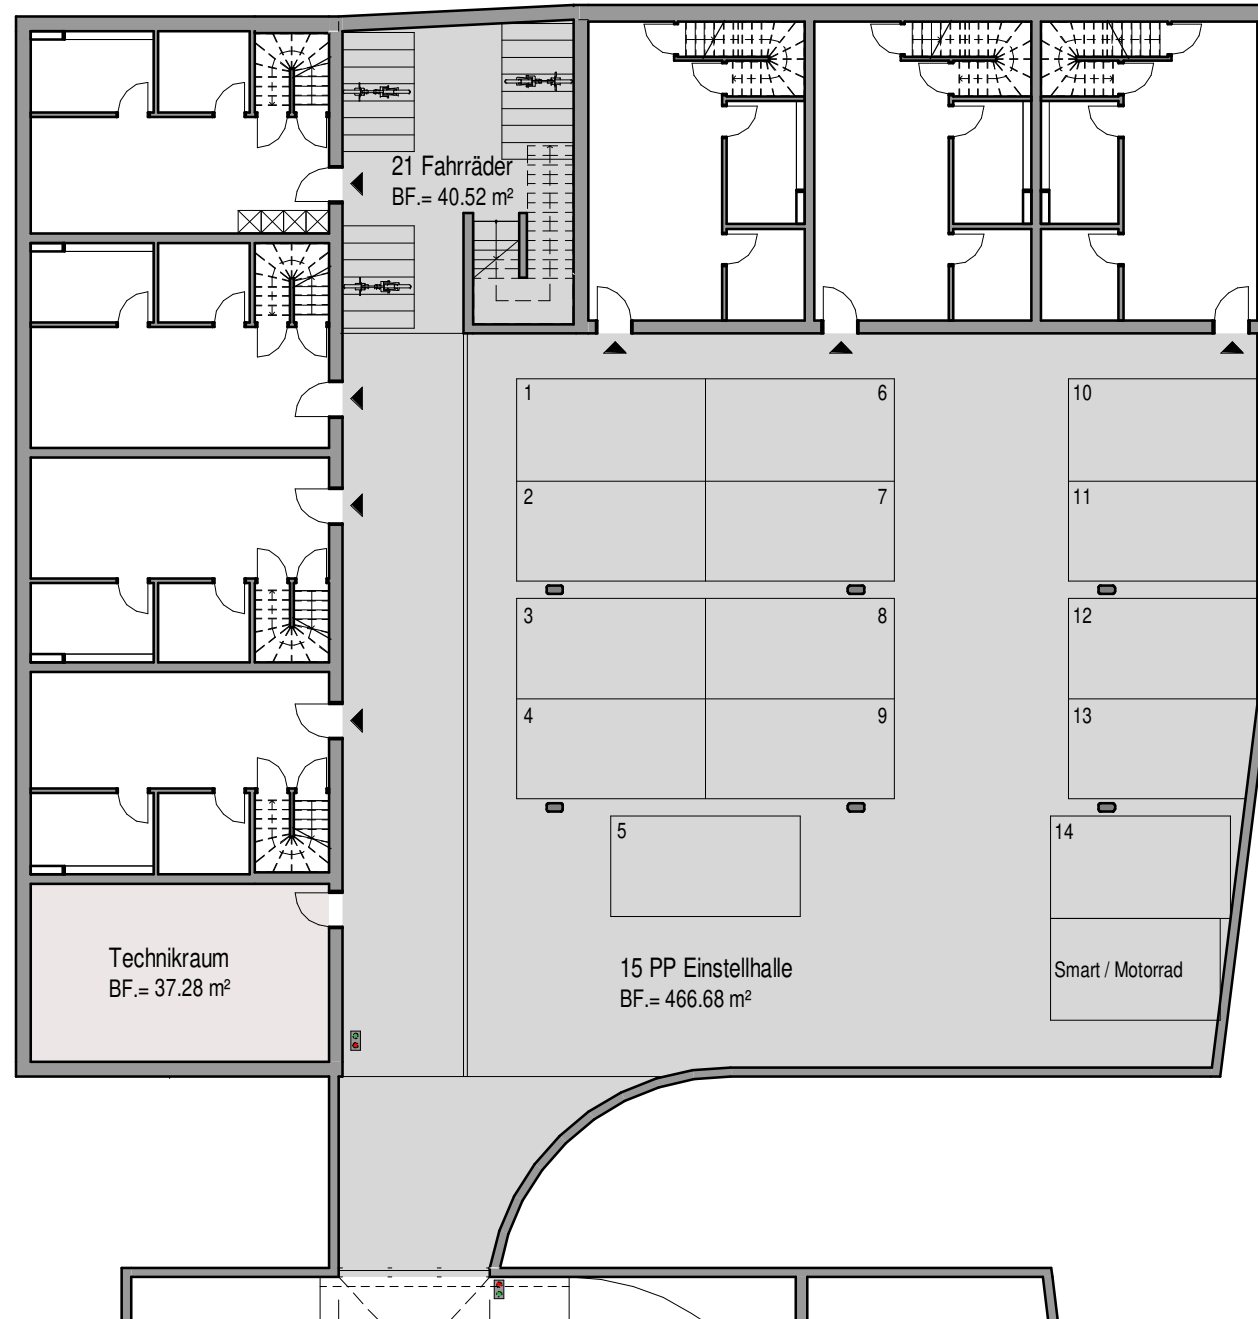 21 Fahrräder
BF.= 40.52 m²
1
6
10
2
7
11
3
8
12
4
9
13
5
14
Technikraum
BF.= 37.28 m²
15 PP Einstellhalle
BF.= 466.68 m²
Smart / Motorrad